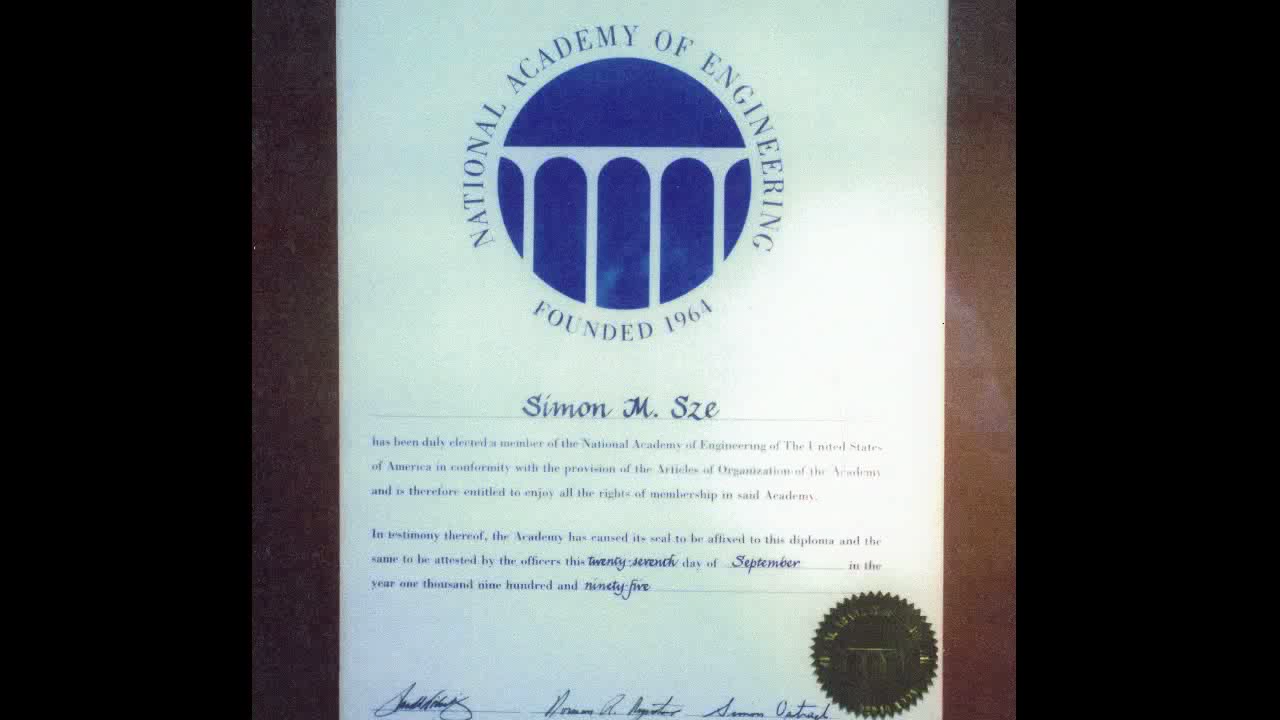 NATIONAL ACADEMY OF ENGINEERING
FOUNDED 1964
Simon M. Sze
has been duly elected a member of the National Academy of Engineering of The United States
of America in conformity with the provision of the Articles of Organization of the Academy
and is therefore entitled to enjoy all the rights of membership in said Academy.
In testimony thereof, the Academy has caused its seal to be affixed to this diploma and the
same to be attested by the officers this twenty-seventh day of September in the
year one thousand nine hundred and ninety-five